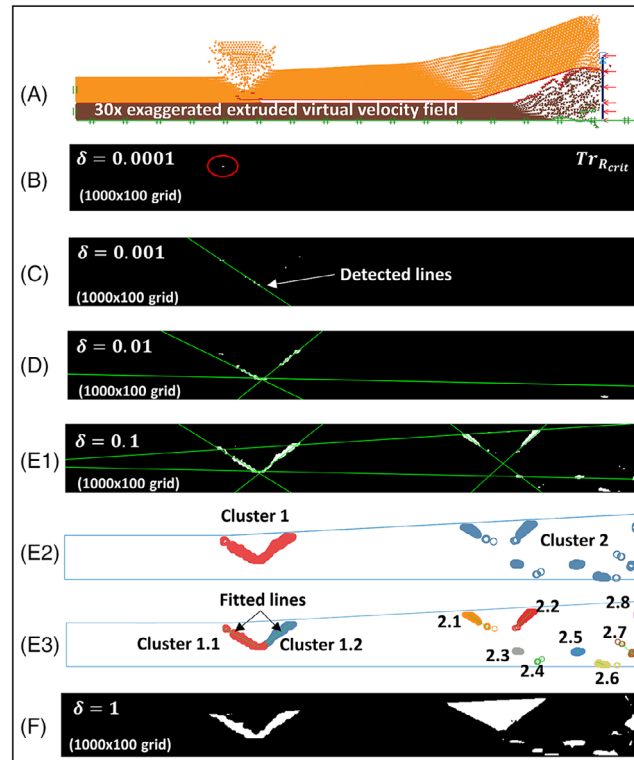 (A)
30x exaggerated extruded virtual velocity field
(B)
δ = 0.0001
Tr_{R_{crit}}
(1000x100 grid)
(C)
δ = 0.001
Detected lines
(1000x100 grid)
(D)
δ = 0.01
(1000x100 grid)
(E1)
δ = 0.1
(1000x100 grid)
(E2)
Cluster 1
Cluster 2
(E3)
Fitted lines
Cluster 1.1
Cluster 1.2
2.1
2.2
2.3
2.4
2.5
2.6
2.7
2.8
(F)
δ = 1
(1000x100 grid)